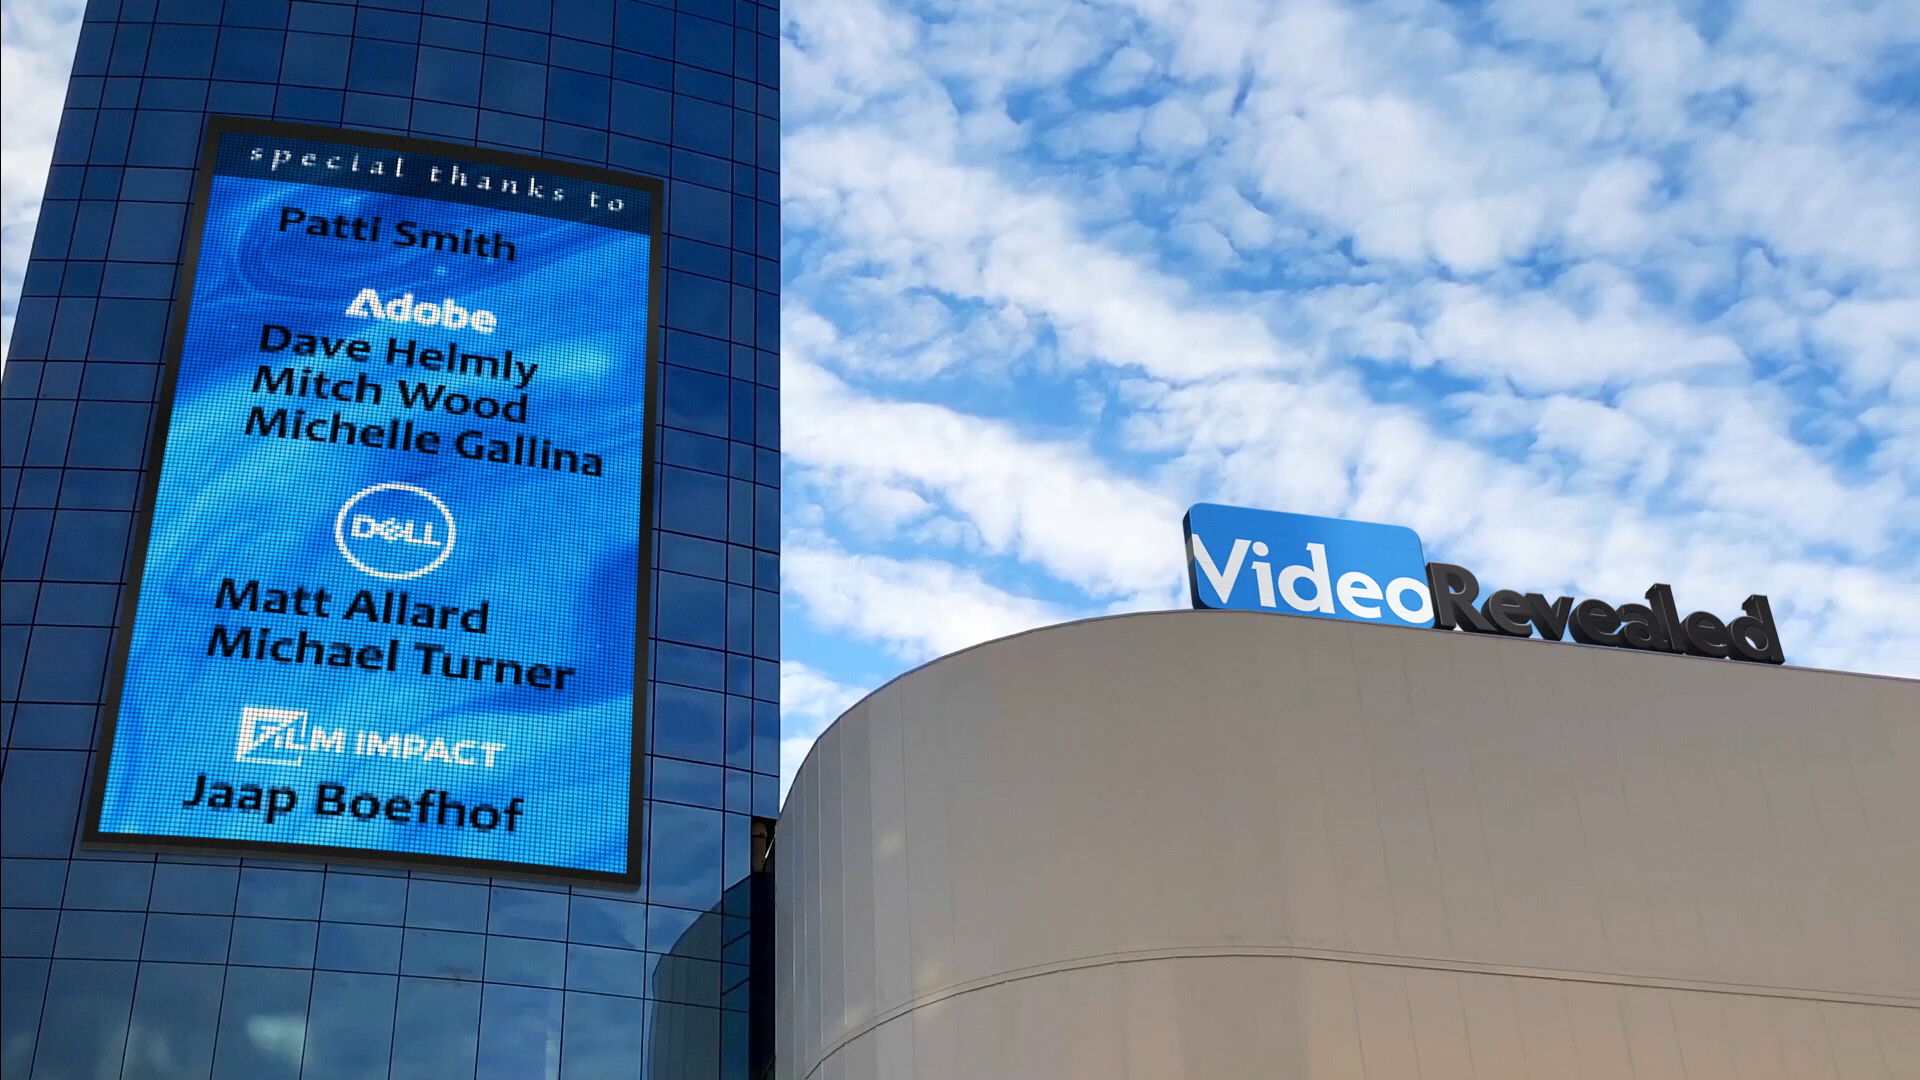 special thanks to
Patti Smith
Adobe
Dave Helmly
Mitch Wood
Michelle Gallina
DELL
Matt Allard
Michael Turner
FILM IMPACT
Jaap Boefhof
VideoRevealed